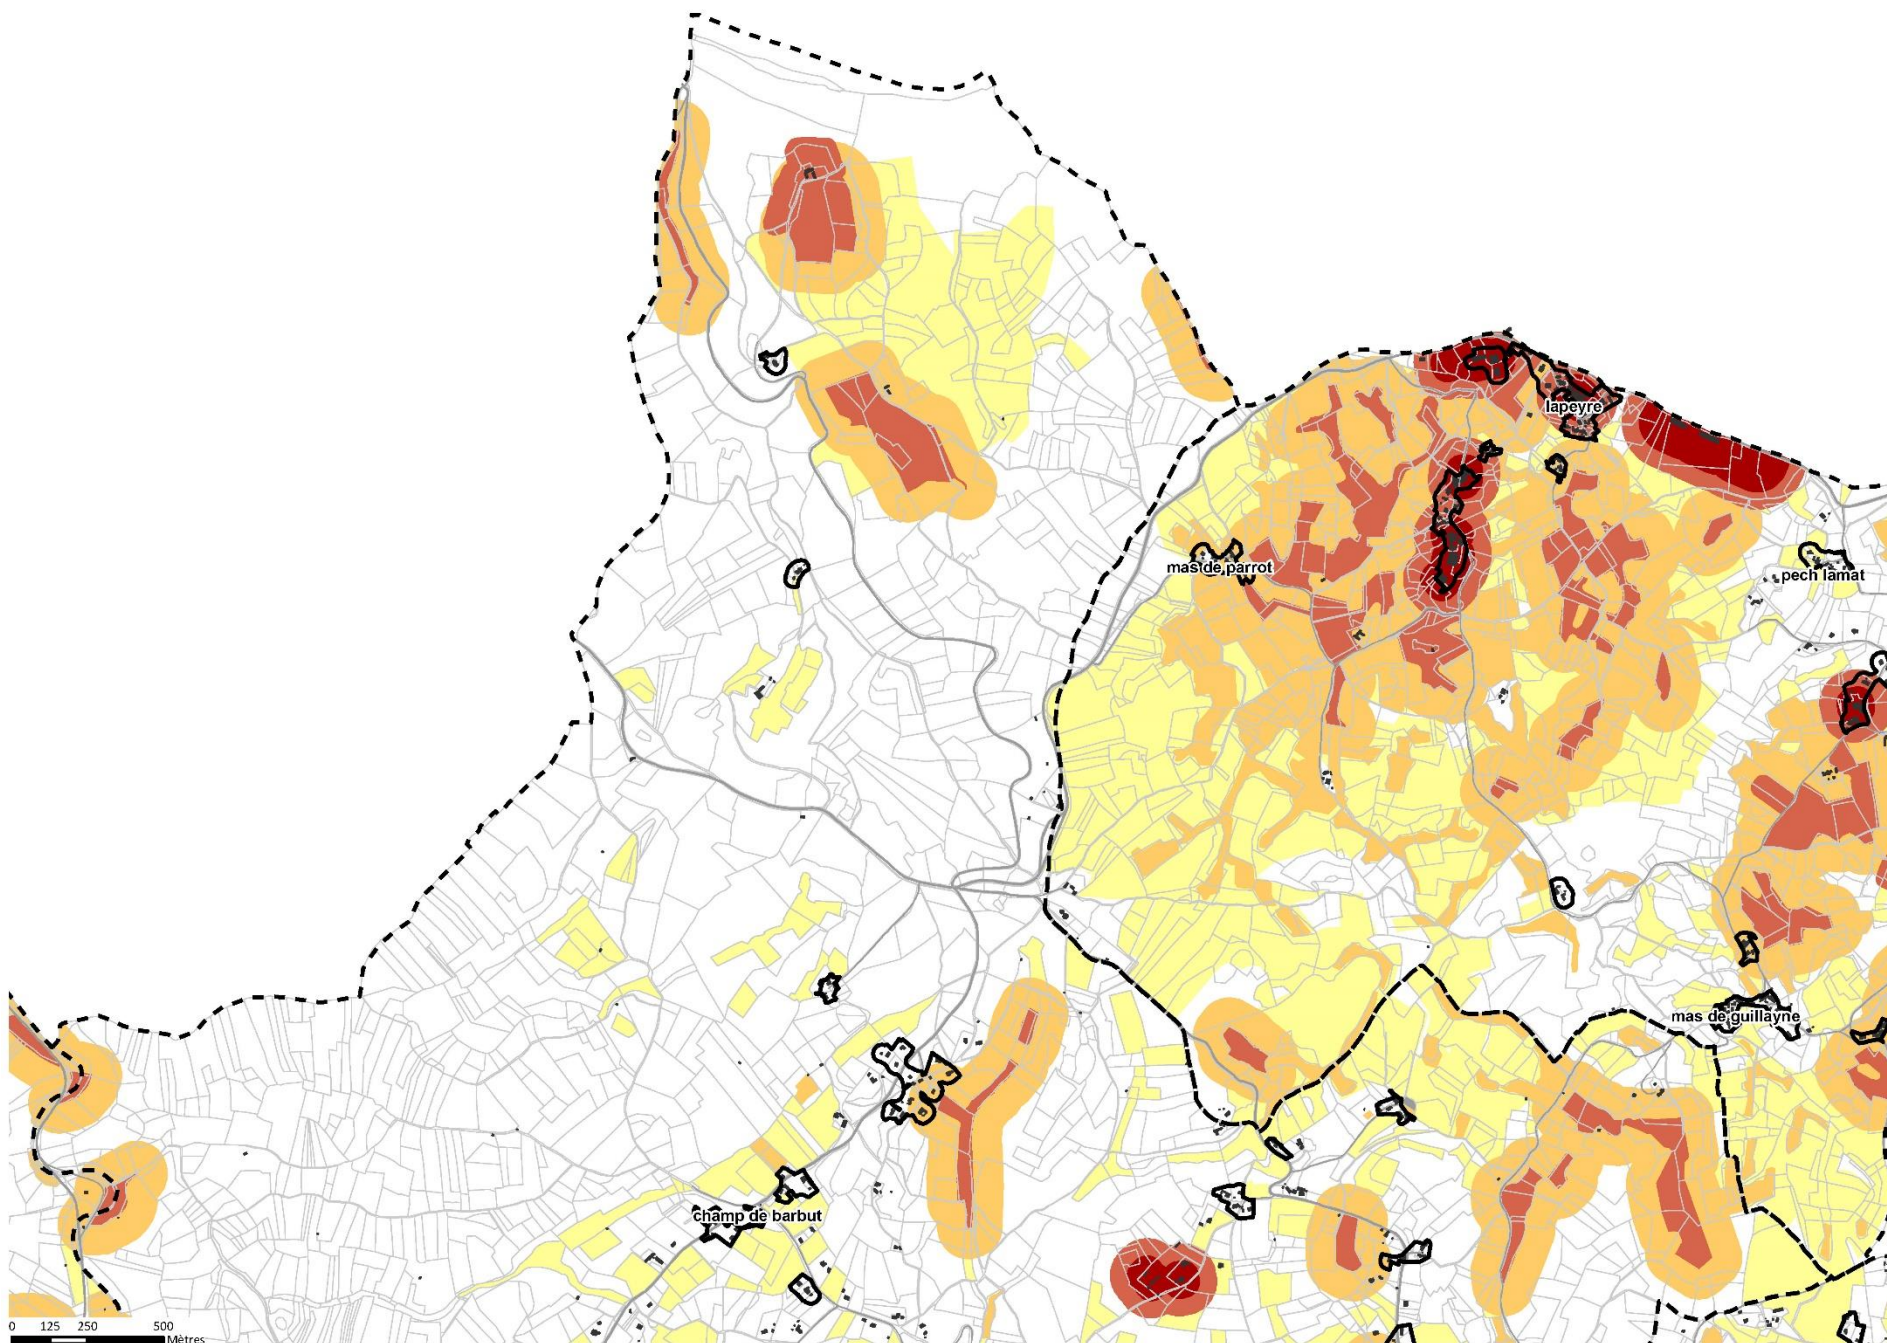 lapeyre
mas de parrot
pech lamat
mas de guillayne
champ de barbut
0 125 250 500
Mètres